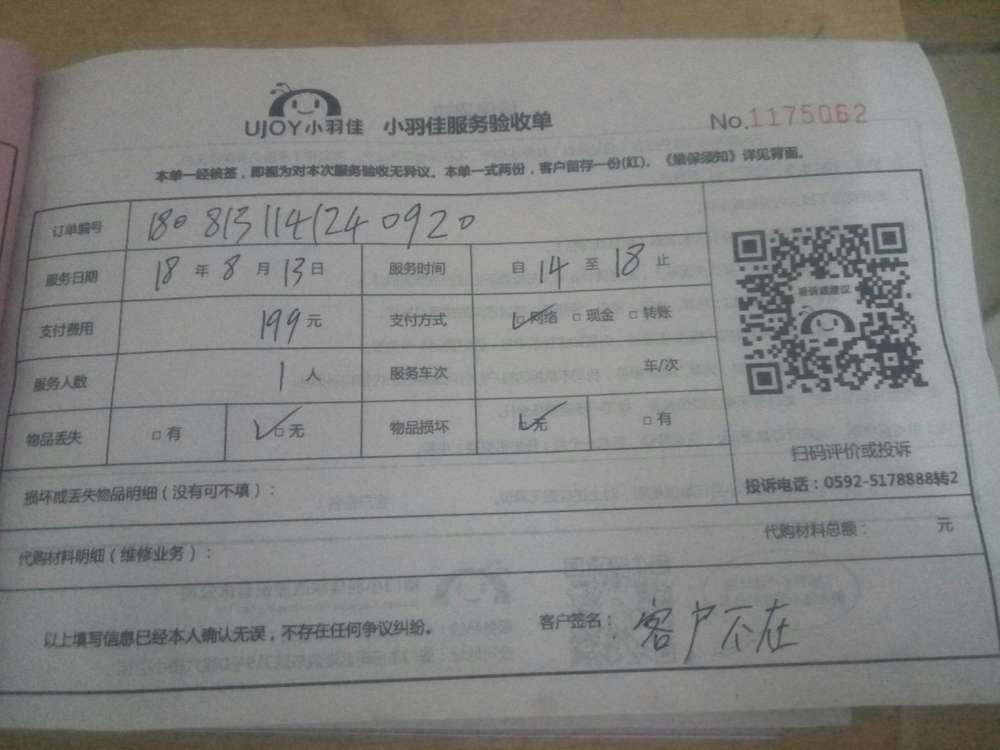 UJOY小羽佳 小羽佳服务验收单 No.1175062
本单一经核签，即视为对本次服务验收无异议。本单一式两份，客户留存一份(红)。《维保须知》详见背面。
订单编号 180813114124 0920
服务日期 18 年 8 月 13 日 服务时间 自 14 至 18 止
支付费用 199 元 支付方式 ☑网络 □现金 □转账
服务人数 1 人 服务车次 车/次
物品丢失 □有 ☑无 物品损坏 ☑无 □有
投诉或建议
扫码评价或投诉
投诉电话：0592-5178888转2
损坏或丢失物品明细（没有可不填）：
代购材料明细（维修业务）： 代购材料总额： 元
以上填写信息已经本人确认无误，不存在任何争议纠纷。 客户签名：客户不在